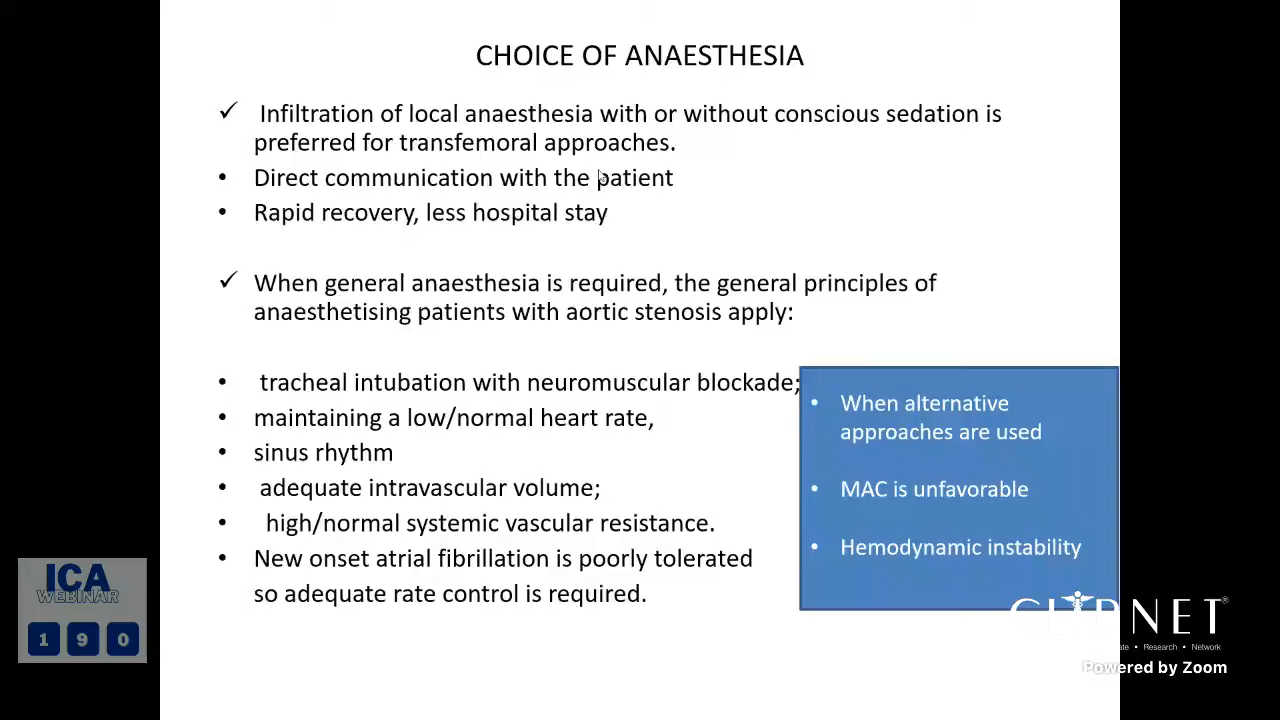 CHOICE OF ANAESTHESIA
✓ Infiltration of local anaesthesia with or without conscious sedation is
preferred for transfemoral approaches.
• Direct communication with the patient
• Rapid recovery, less hospital stay
✓ When general anaesthesia is required, the general principles of
anaesthetising patients with aortic stenosis apply:
• tracheal intubation with neuromuscular blockade;
• maintaining a low/normal heart rate,
• sinus rhythm
• adequate intravascular volume;
• high/normal systemic vascular resistance.
• New onset atrial fibrillation is poorly tolerated
so adequate rate control is required.
• When alternative
approaches are used
• MAC is unfavorable
• Hemodynamic instability
ICA
WEBINAR
1 9 0
NET®
• Research • Network
Powered by Zoom